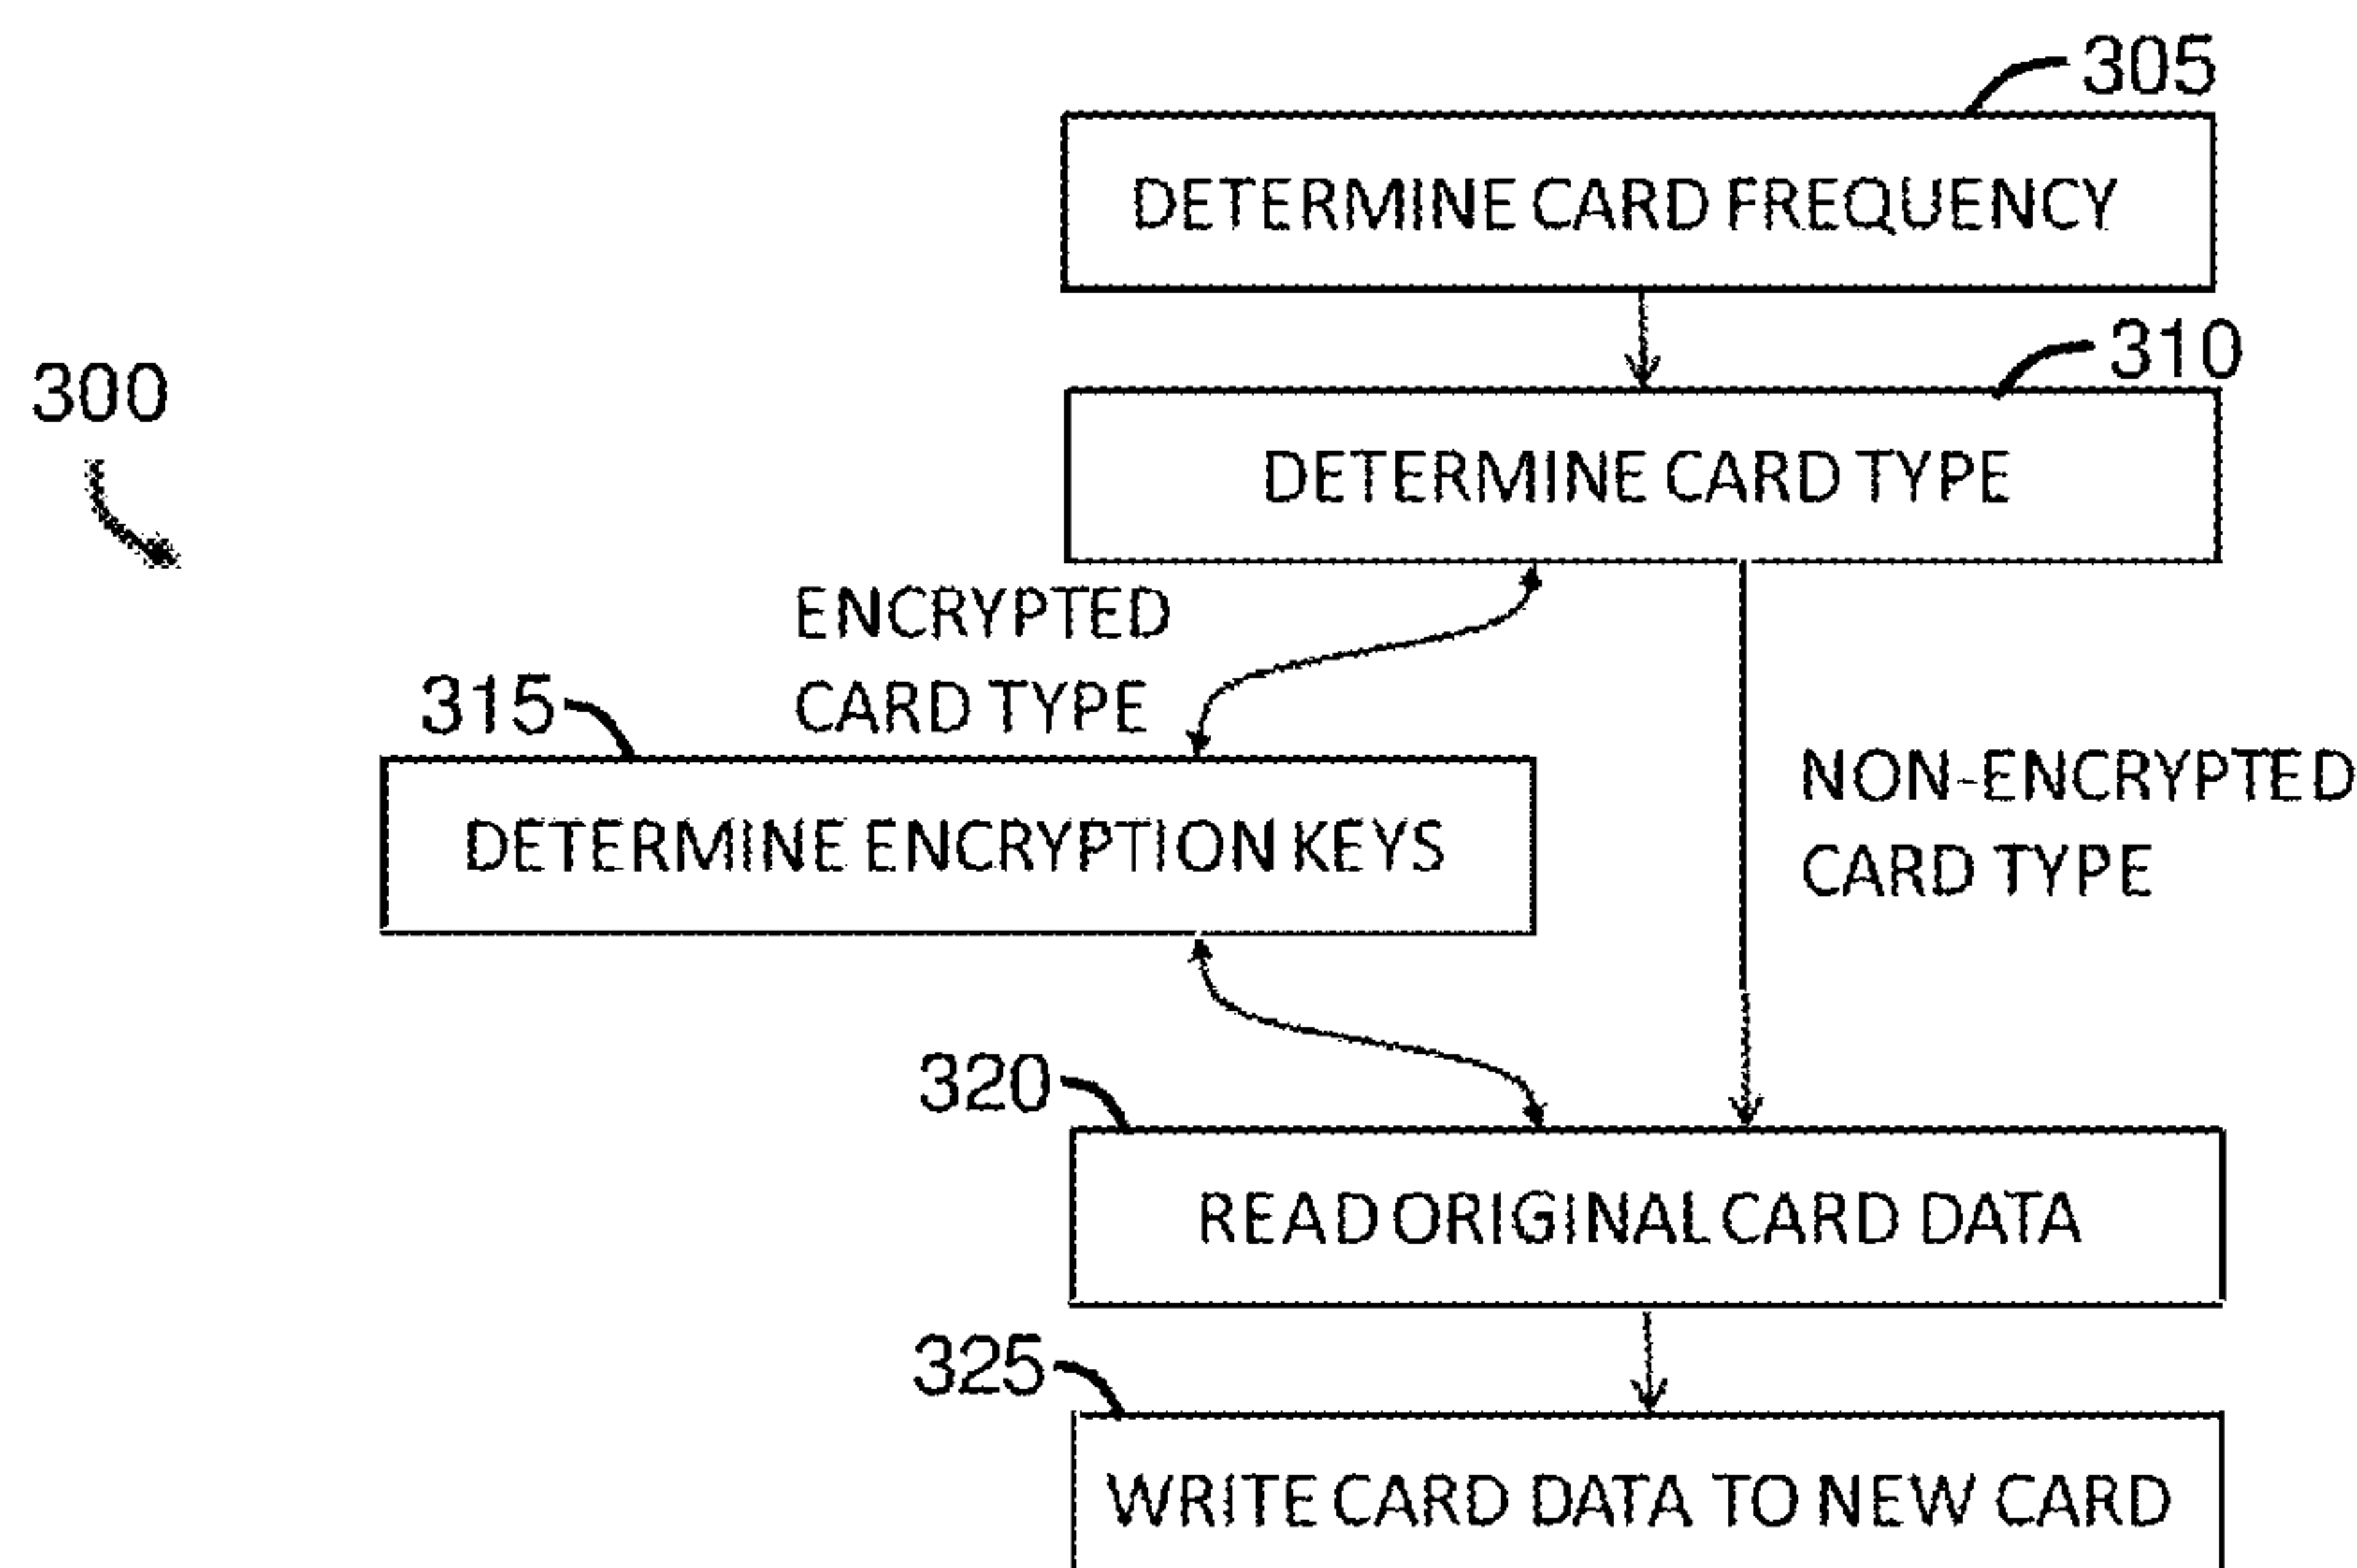 305
DETERMINE CARD FREQUENCY
310
300
DETERMINE CARD TYPE
ENCRYPTED
CARD TYPE
315
NON-ENCRYPTED
CARD TYPE
DETERMINE ENCRYPTION KEYS
320
READ ORIGINAL CARD DATA
325
WRITE CARD DATA TO NEW CARD